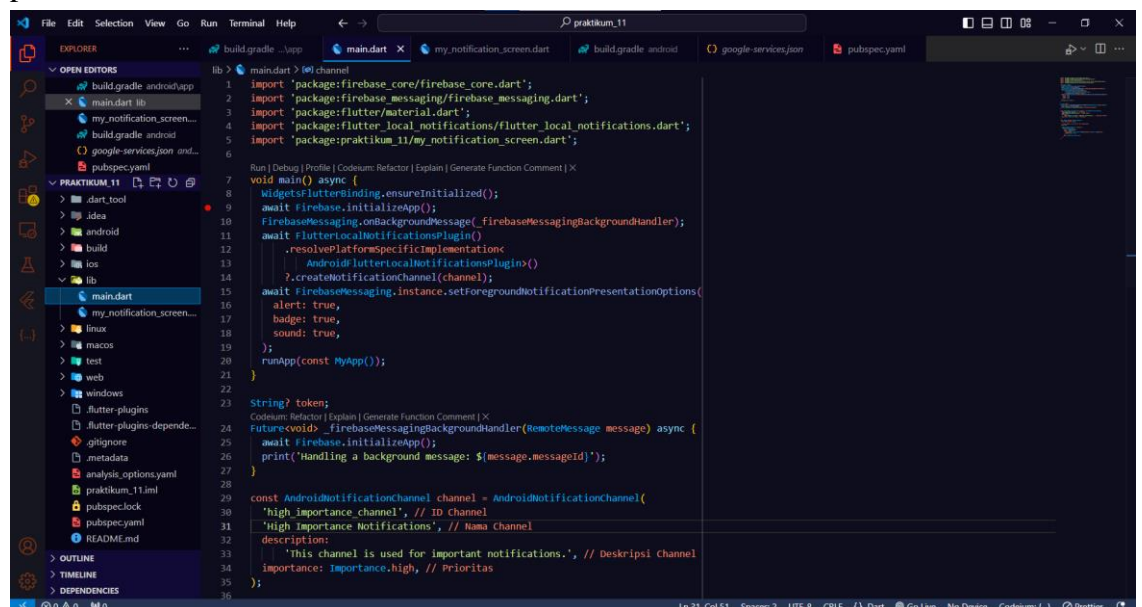 File Edit Selection View Go Run Terminal Help
praktikum_11
EXPLORER
build.gradle ...\app
main.dart
my_notification_screen.dart
build.gradle android
google-services.json
pubspec.yaml
OPEN EDITORS
build.gradle android\app
main.dart lib
my_notification_screen....
build.gradle android
google-services.json and...
pubspec.yaml
PRAKTIKUM_11
.dart_tool
.idea
android
build
ios
lib
main.dart
my_notification_screen....
linux
macos
test
web
windows
.flutter-plugins
.flutter-plugins-depende...
.gitignore
.metadata
analysis_options.yaml
praktikum_11.iml
pubspec.lock
pubspec.yaml
README.md
OUTLINE
TIMELINE
DEPENDENCIES
lib > main.dart > channel
1 import 'package:firebase_core/firebase_core.dart';
2 import 'package:firebase_messaging/firebase_messaging.dart';
3 import 'package:flutter/material.dart';
4 import 'package:flutter_local_notifications/flutter_local_notifications.dart';
5 import 'package:praktikum_11/my_notification_screen.dart';
6
Run | Debug | Profile | Codeium: Refactor | Explain | Generate Function Comment | X
7 void main() async {
8 WidgetsFlutterBinding.ensureInitialized();
9 await Firebase.initializeApp();
10 FirebaseMessaging.onBackgroundMessage(_firebaseMessagingBackgroundHandler);
11 await FlutterLocalNotificationsPlugin()
12 .resolvePlatformSpecificImplementation<
13 AndroidFlutterLocalNotificationsPlugin>()
14 ?.createNotificationChannel(channel);
15 await FirebaseMessaging.instance.setForegroundNotificationPresentationOptions(
16 alert: true,
17 badge: true,
18 sound: true,
19 );
20 runApp(const MyApp());
21 }
22
23 String? token;
Codeium: Refactor | Explain | Generate Function Comment | X
24 Future<void> _firebaseMessagingBackgroundHandler(RemoteMessage message) async {
25 await Firebase.initializeApp();
26 print('Handling a background message: ${message.messageId}');
27 }
28
29 const AndroidNotificationChannel channel = AndroidNotificationChannel(
30 'high_importance_channel', // ID Channel
31 'High Importance Notifications', // Nama Channel
32 description:
33 'This channel is used for important notifications.', // Deskripsi Channel
34 importance: Importance.high, // Prioritas
35 );
36